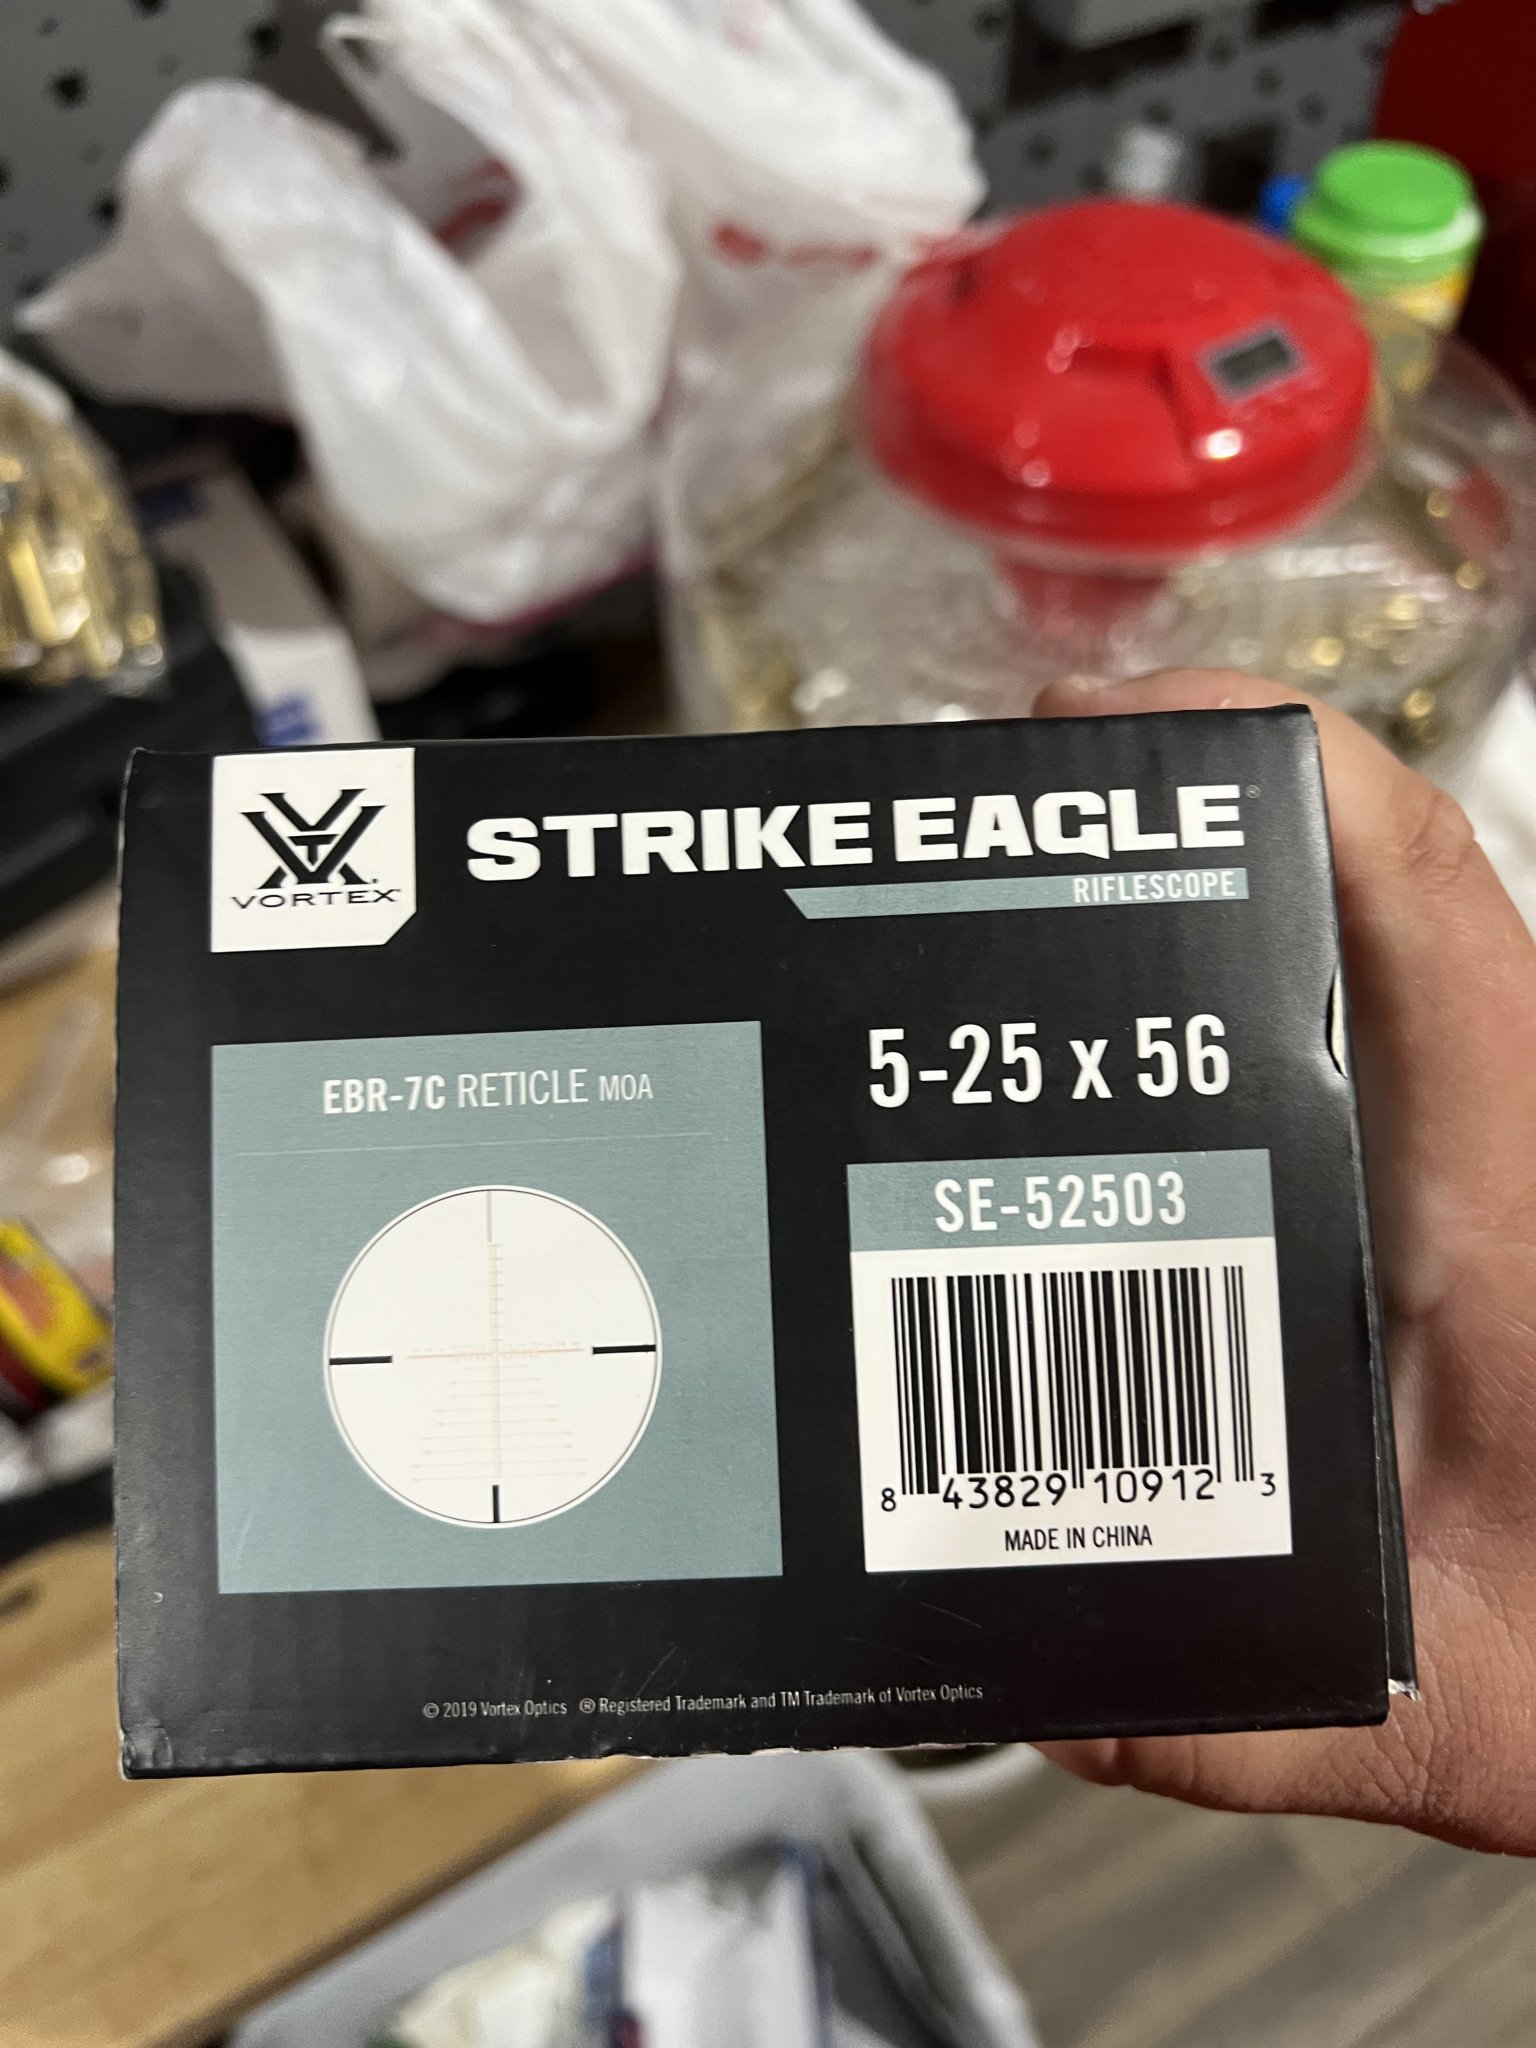 VORTEX
STRIKE EAGLE®
RIFLESCOPE
EBR-7C RETICLE MOA
5-25 x 56
SE-52503
8 43829 10912 3
MADE IN CHINA
© 2019 Vortex Optics ® Registered Trademark and TM Trademark of Vortex Optics